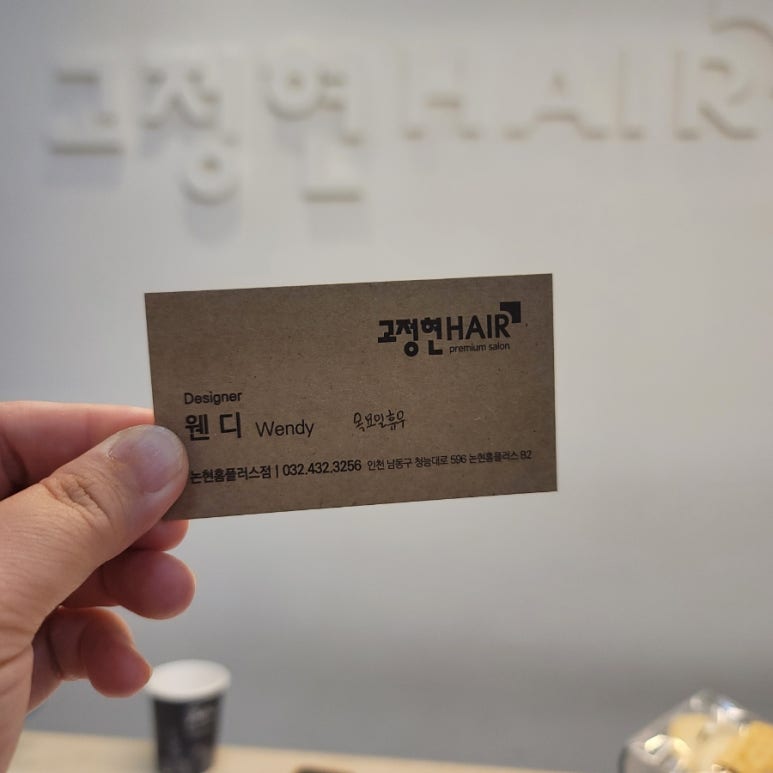 고정현HAIR
고정현HAIR
premium salon
Designer
웬디 Wendy 목요일휴무
논현홈플러스점 | 032.432.3256 인천 남동구 청능대로 596 논현홈플러스 B2